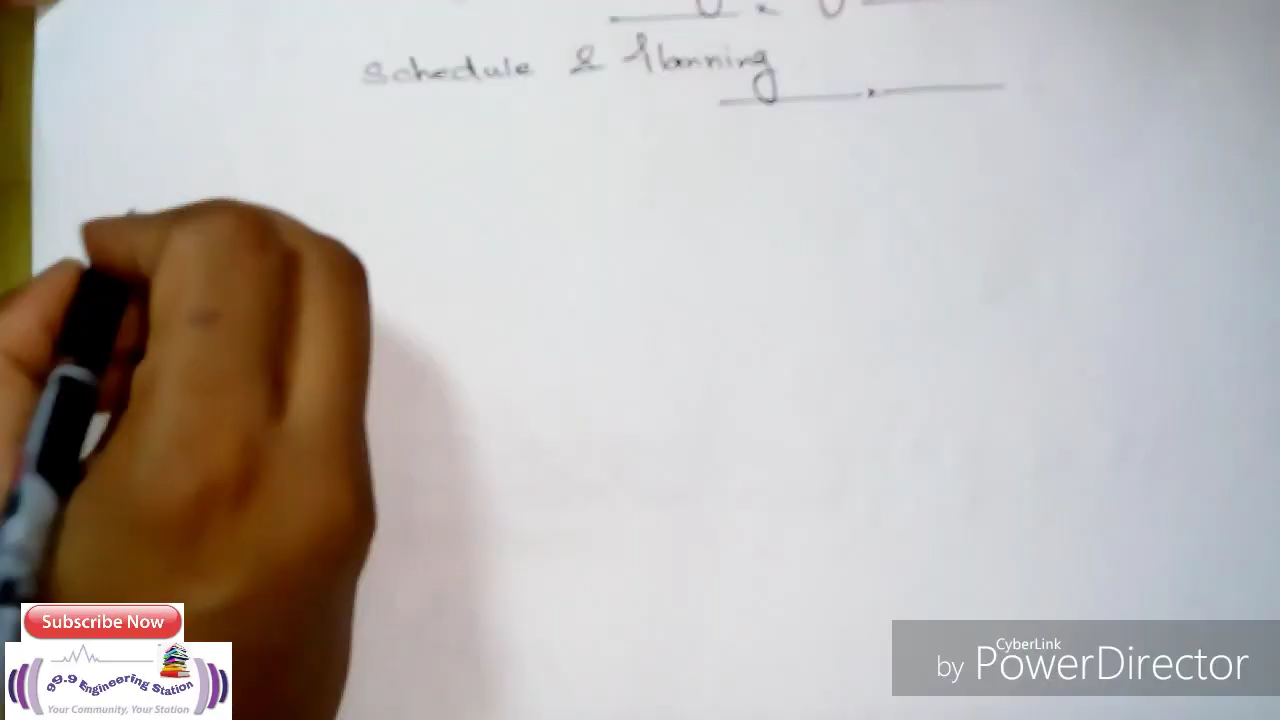 Schedule & Planning
Subscribe Now
99.9 Engineering Station
Your Community, Your Station
CyberLink
by PowerDirector